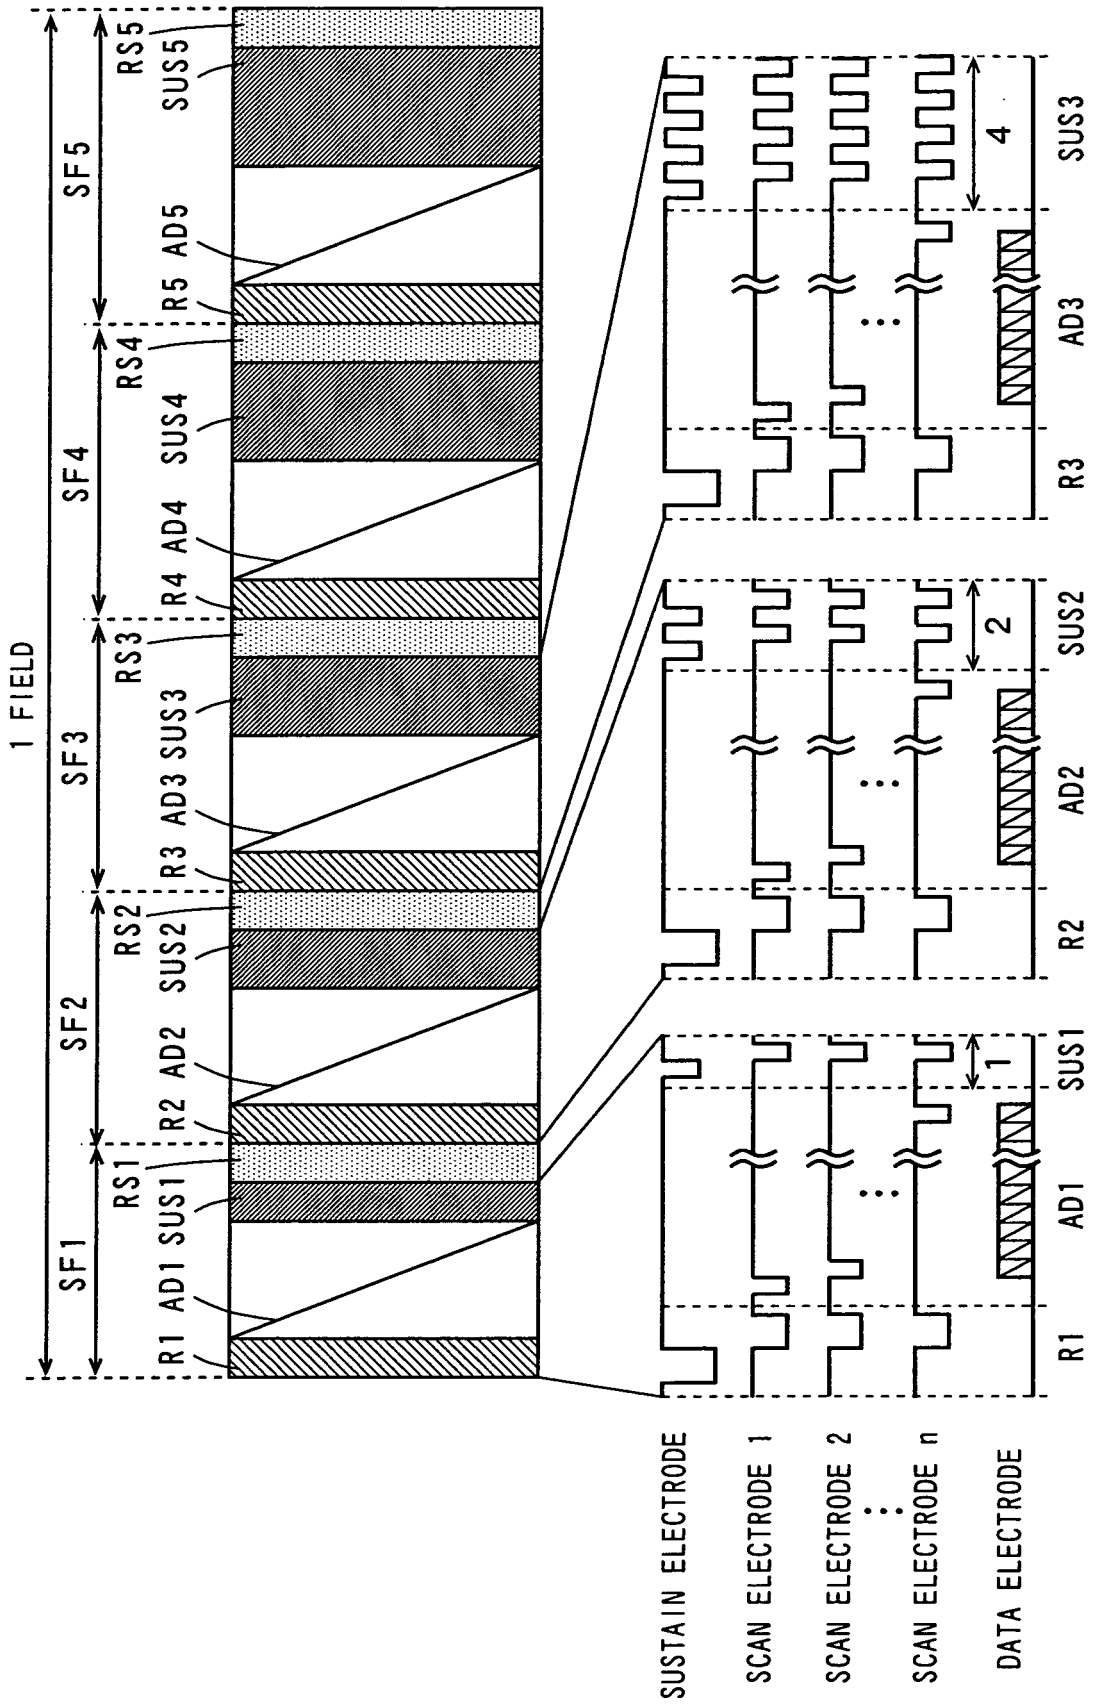 1 FIELD
SF1 SF2 SF3 SF4 SF5
RS1 RS2 RS3 RS4 RS5
R1 AD1 SUS1 R2 AD2 SUS2 R3 AD3 SUS3 R4 AD4 SUS4 R5 AD5 SUS5
SUSTAIN ELECTRODE
SCAN ELECTRODE 1
SCAN ELECTRODE 2
SCAN ELECTRODE n
1 2 4
DATA ELECTRODE
R1 AD1 SUS1 R2 AD2 SUS2 R3 AD3 SUS3